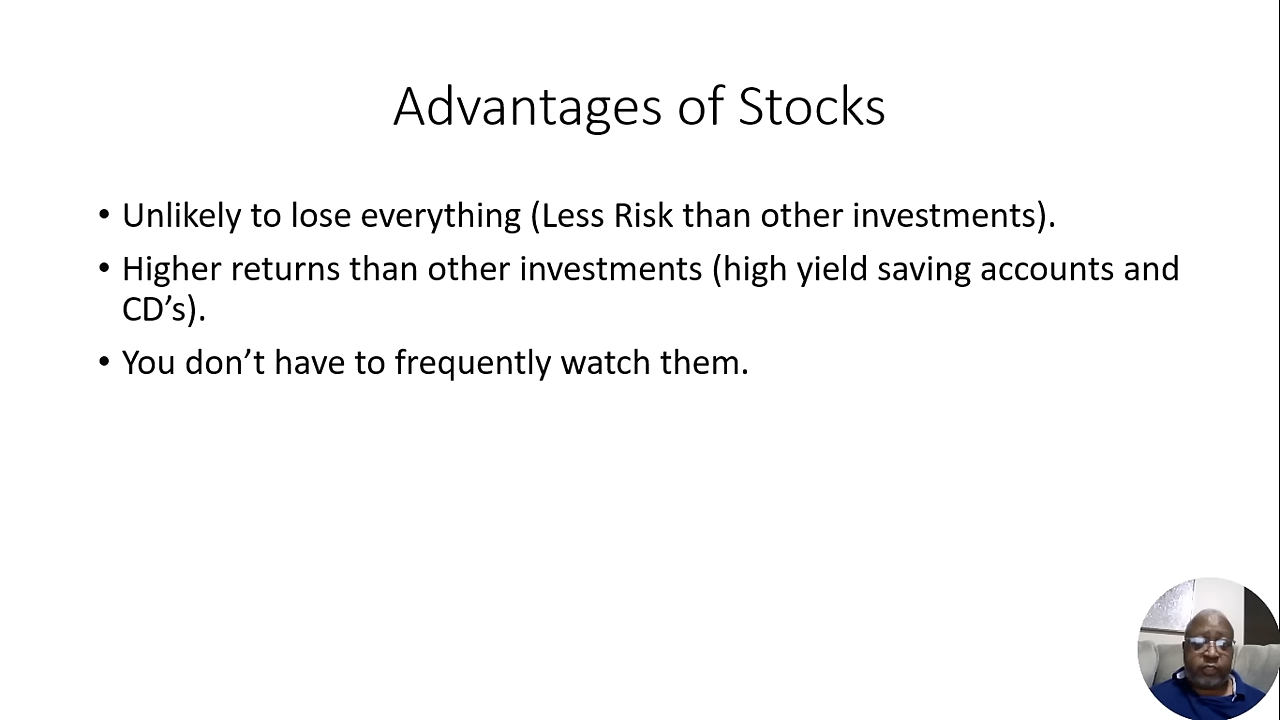 Advantages of Stocks
• Unlikely to lose everything (Less Risk than other investments).
• Higher returns than other investments (high yield saving accounts and
CD’s).
• You don’t have to frequently watch them.